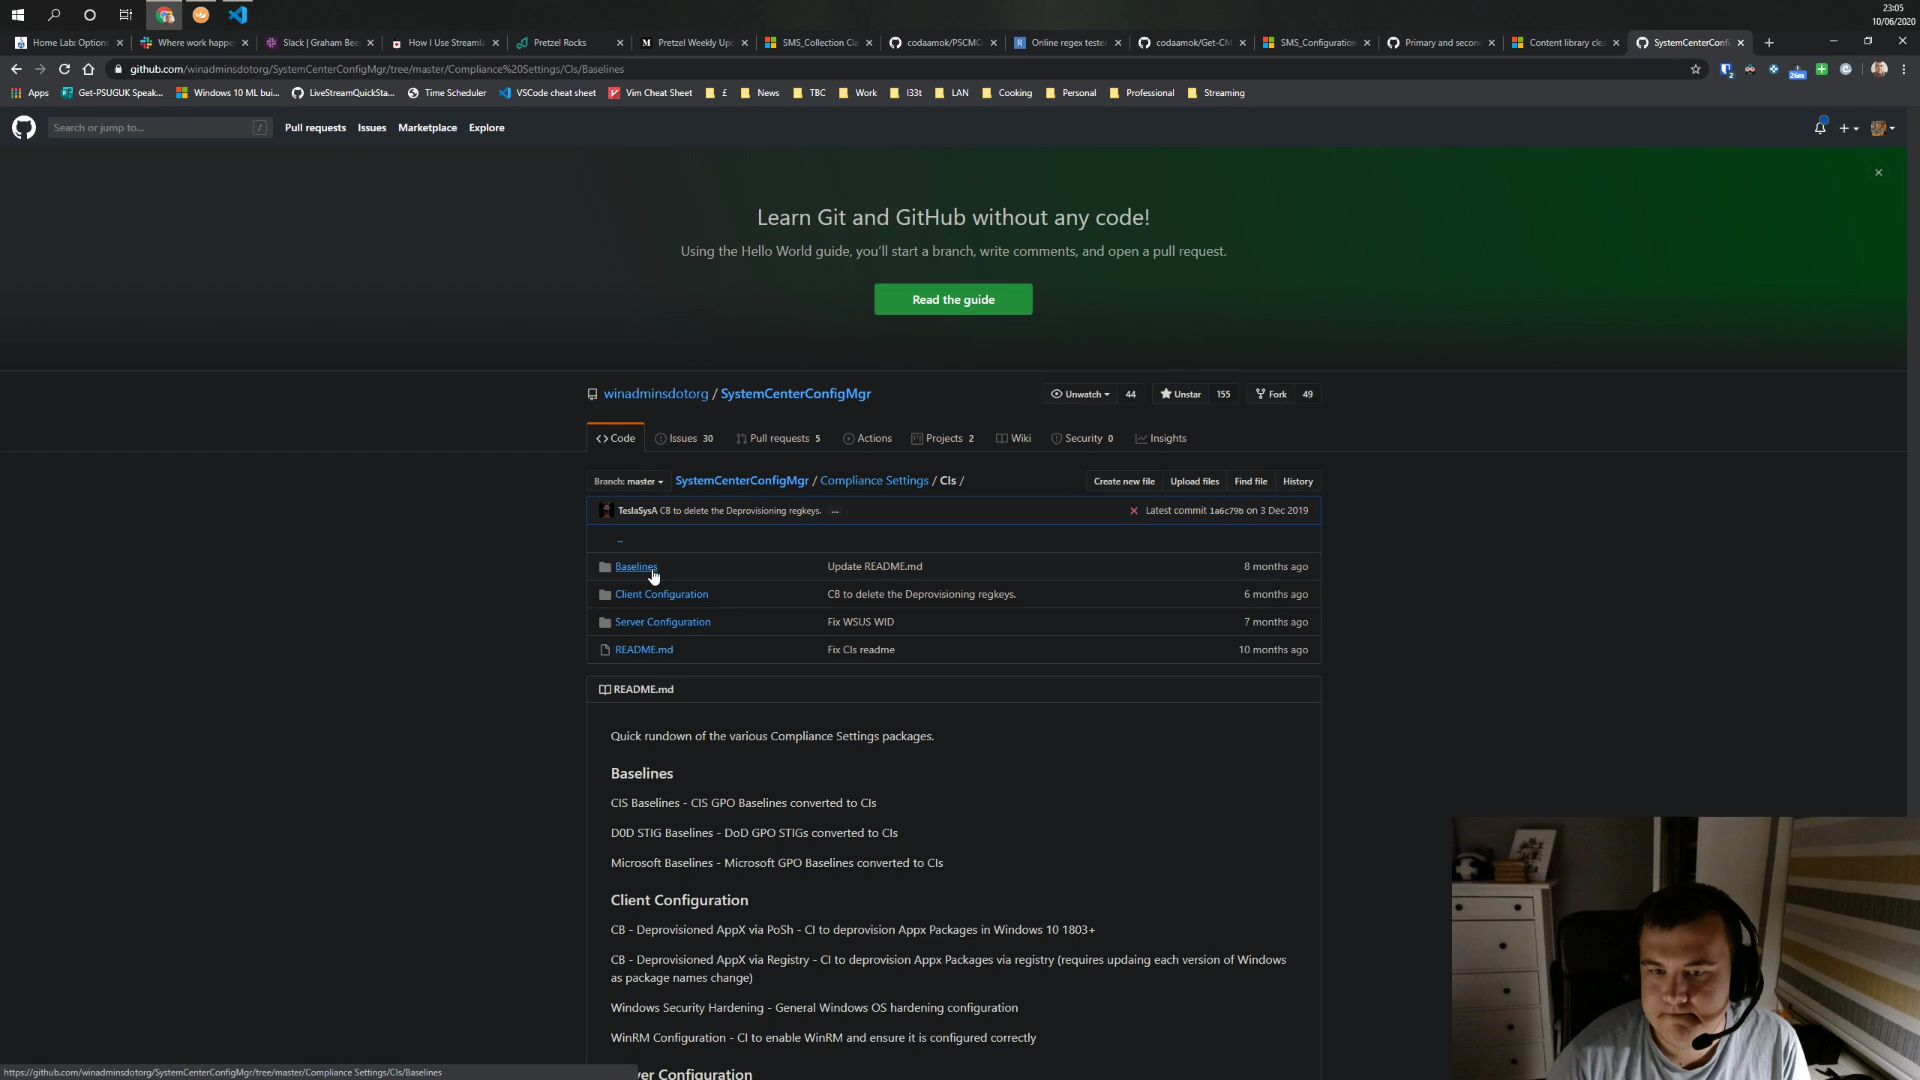 23:05
10/06/2020
Home Lab: Options
Where work happe
Slack | Graham Bee
How I Use Streamla
Pretzel Rocks
Pretzel Weekly Upd
SMS_Collection Cla
codaamok/PSCMC
Online regex tester
codaamok/Get-CM
SMS_Configuration
Primary and second
Content library clea
SystemCenterConfi
github.com/winadminsdotorg/SystemCenterConfigMgr/tree/master/Compliance%20Settings/CIs/Baselines
2
26m
Apps
Get-PSUGUK Speak...
Windows 10 ML bui...
LiveStreamQuickSta...
Time Scheduler
VSCode cheat sheet
Vim Cheat Sheet
£
News
TBC
Work
l33t
LAN
Cooking
Personal
Professional
Streaming
Search or jump to...
/
Pull requests
Issues
Marketplace
Explore
Learn Git and GitHub without any code!
Using the Hello World guide, you'll start a branch, write comments, and open a pull request.
Read the guide
winadminsdotorg / SystemCenterConfigMgr
Unwatch 44
Unstar 155
Fork 49
Code
Issues 30
Pull requests 5
Actions
Projects 2
Wiki
Security 0
Insights
Branch: master
SystemCenterConfigMgr / Compliance Settings / CIs /
Create new file
Upload files
Find file
History
TeslaSysA CB to delete the Deprovisioning regkeys. ...
Latest commit 1a6c79b on 3 Dec 2019
..
Baselines Update README.md 8 months ago
Client Configuration CB to delete the Deprovisioning regkeys. 6 months ago
Server Configuration Fix WSUS WID 7 months ago
README.md Fix CIs readme 10 months ago
README.md
Quick rundown of the various Compliance Settings packages.
Baselines
CIS Baselines - CIS GPO Baselines converted to CIs
D0D STIG Baselines - DoD GPO STIGs converted to CIs
Microsoft Baselines - Microsoft GPO Baselines converted to CIs
Client Configuration
CB - Deprovisioned AppX via PoSh - CI to deprovision Appx Packages in Windows 10 1803+
CB - Deprovisioned AppX via Registry - CI to deprovision Appx Packages via registry (requires updaing each version of Windows
as package names change)
Windows Security Hardening - General Windows OS hardening configuration
WinRM Configuration - CI to enable WinRM and ensure it is configured correctly
ver Configuration
https://github.com/winadminsdotorg/SystemCenterConfigMgr/tree/master/Compliance Settings/CIs/Baselines